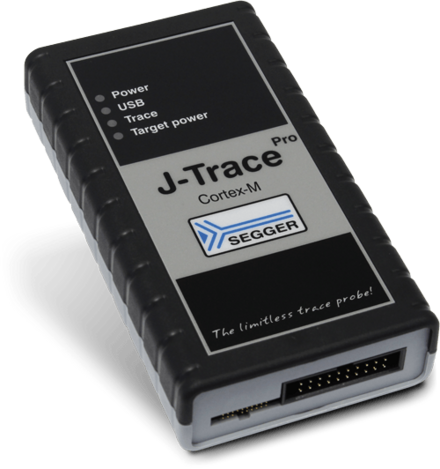 Power
USB
Trace
Target power
J-Trace Pro
Cortex-M
SEGGER
The limitless trace probe!